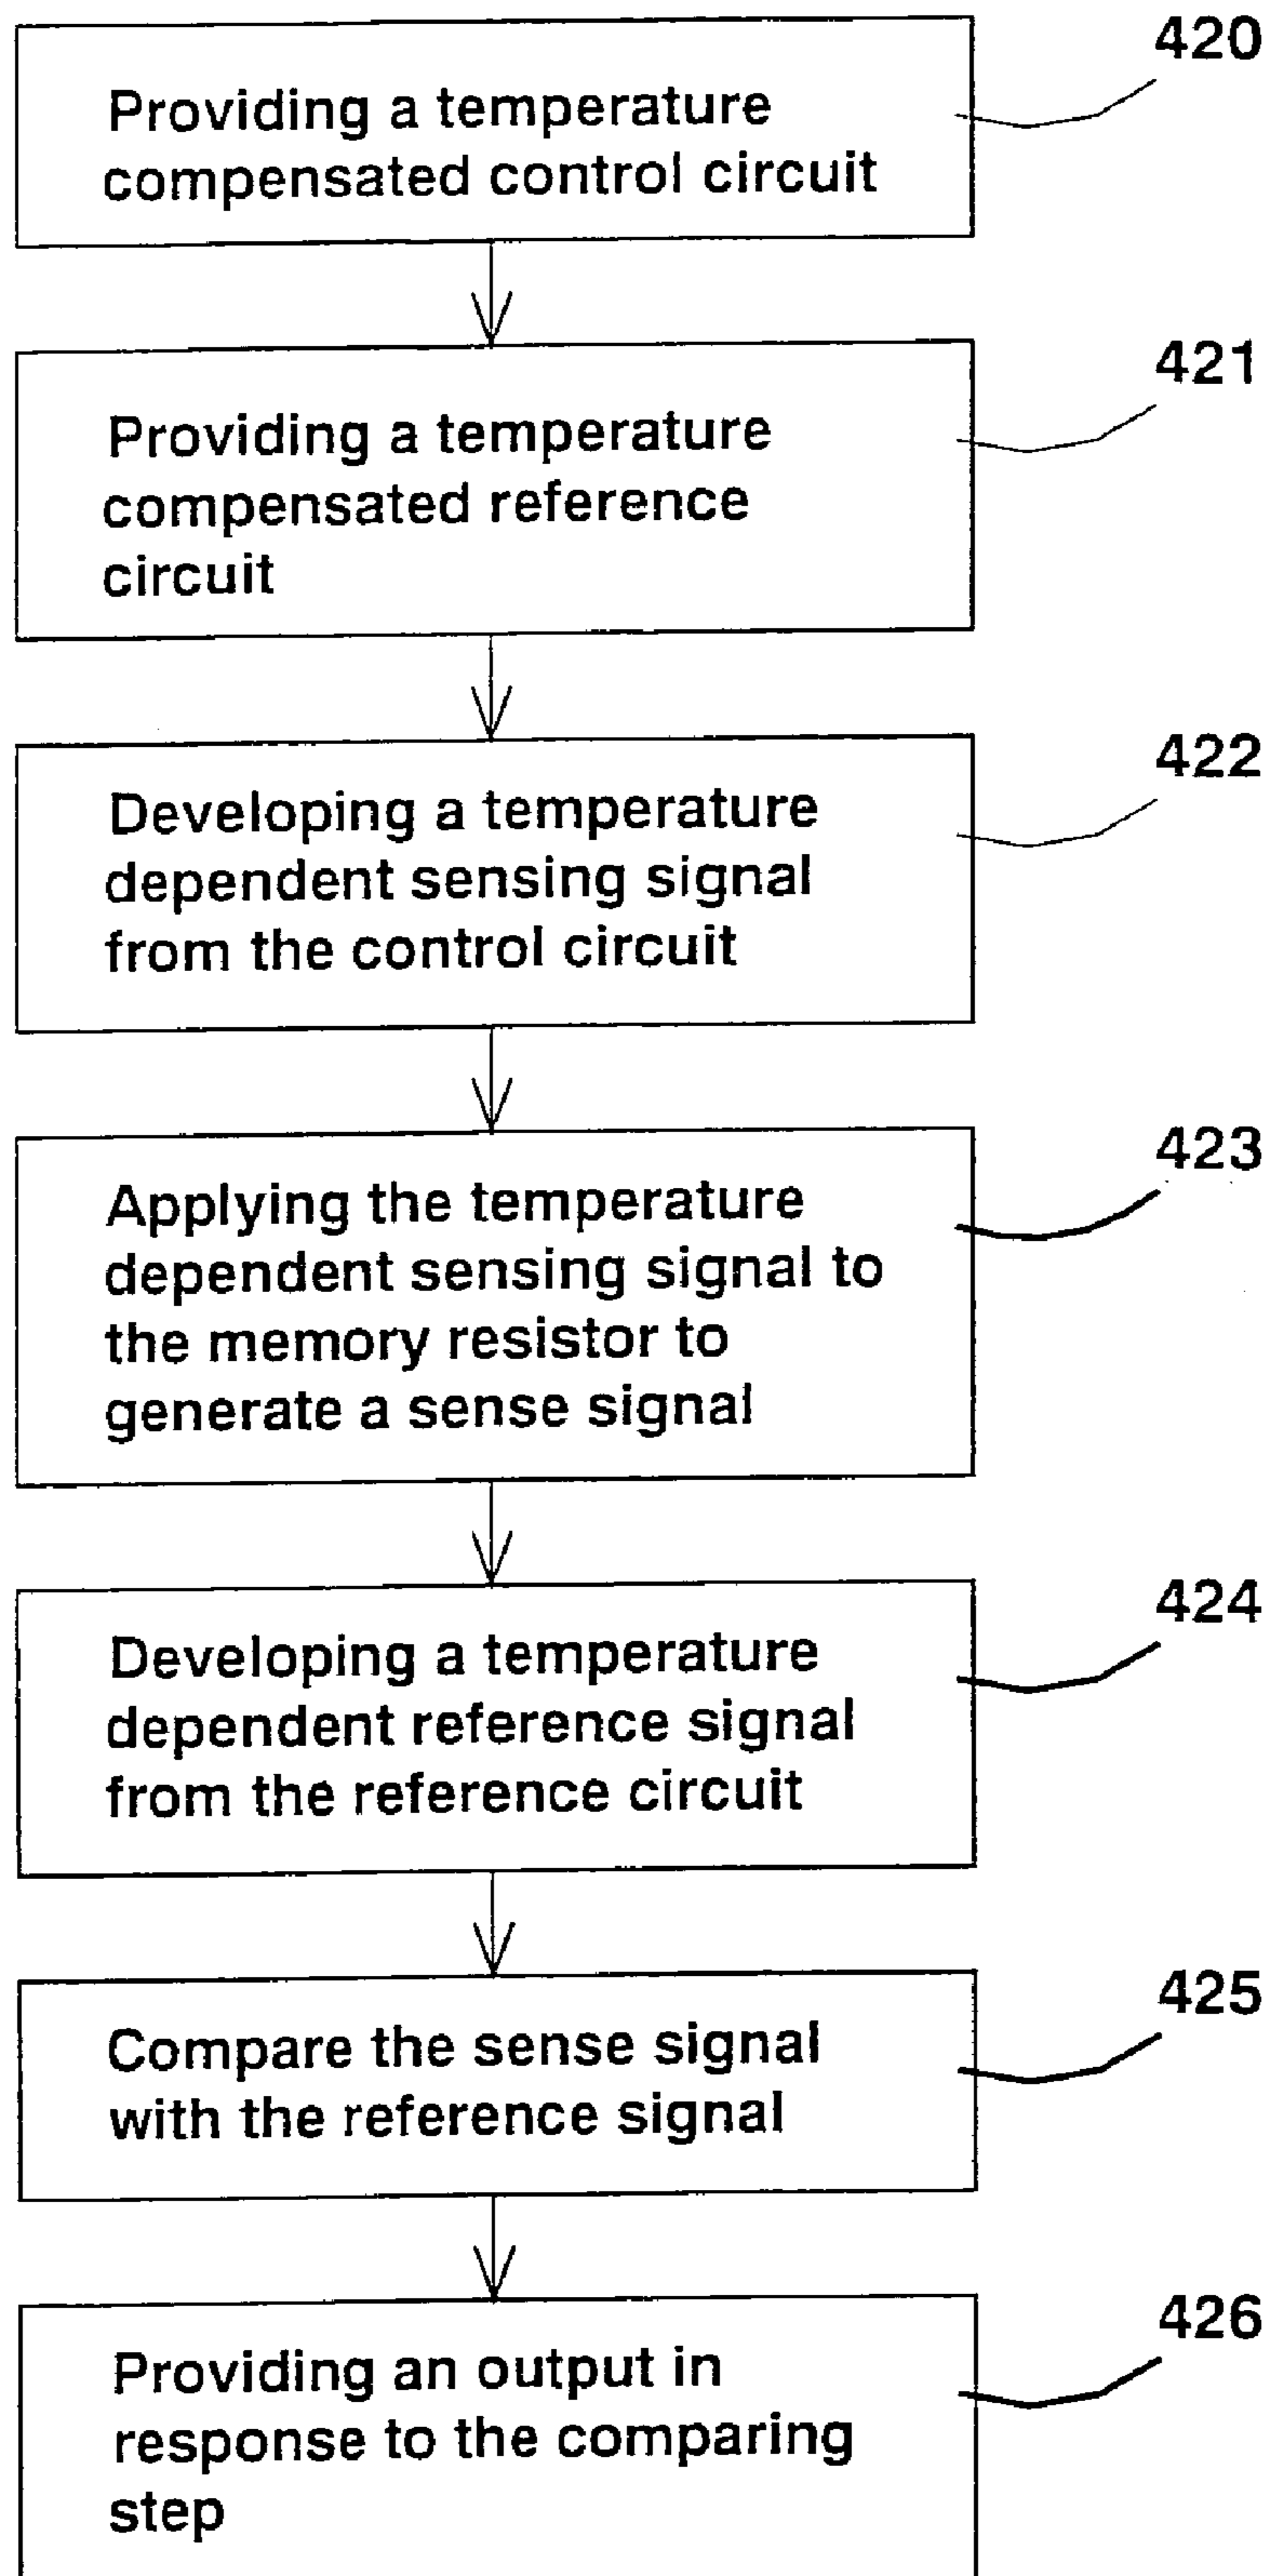 420
Providing a temperature
compensated control circuit
421
Providing a temperature
compensated reference
circuit
422
Developing a temperature
dependent sensing signal
from the control circuit
423
Applying the temperature
dependent sensing signal to
the memory resistor to
generate a sense signal
424
Developing a temperature
dependent reference signal
from the reference circuit
425
Compare the sense signal
with the reference signal
426
Providing an output in
response to the comparing
step